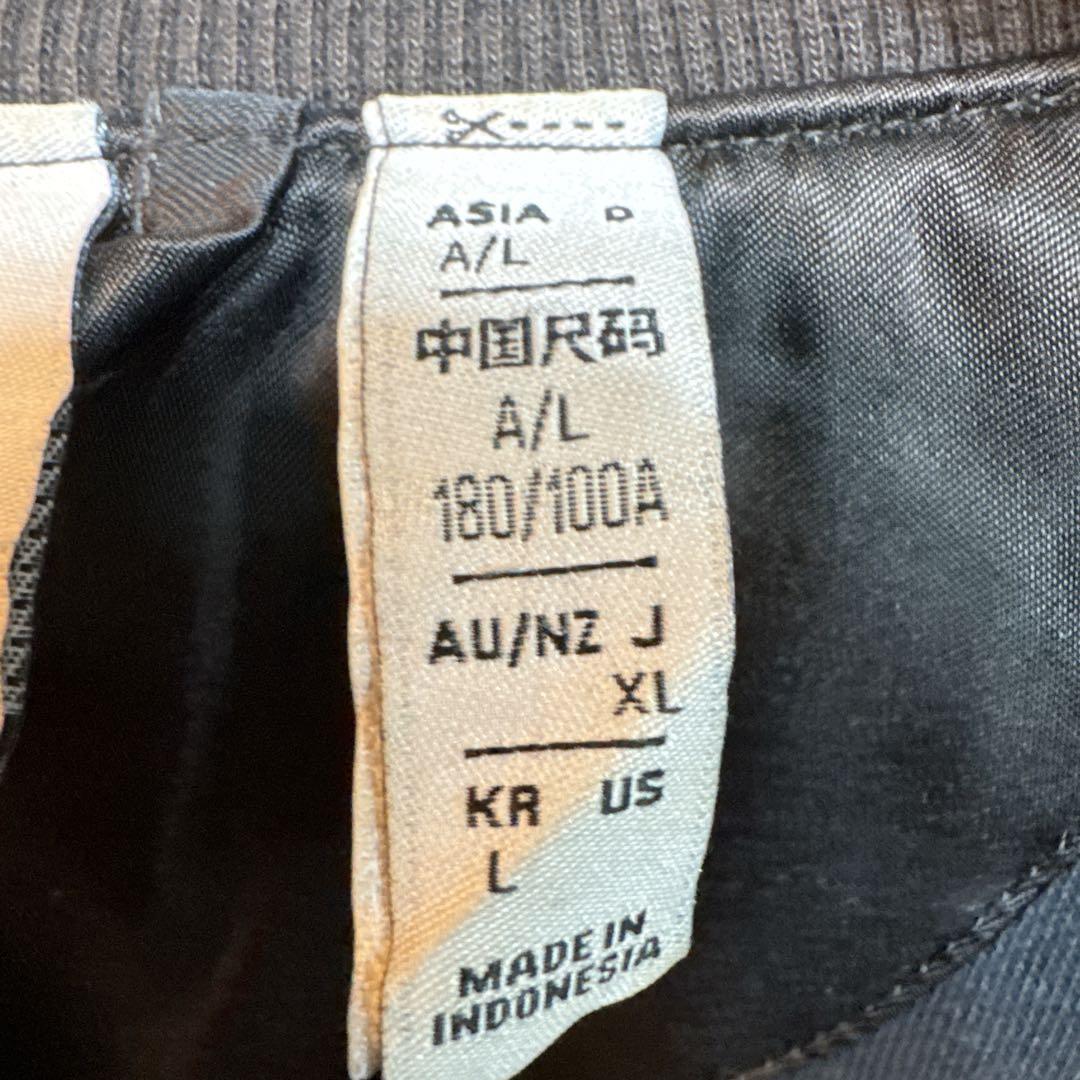 ASIA D
A/L
中国尺码
A/L
180/100A
AU/NZ J
XL
KR US
L
MADE IN
INDONESIA